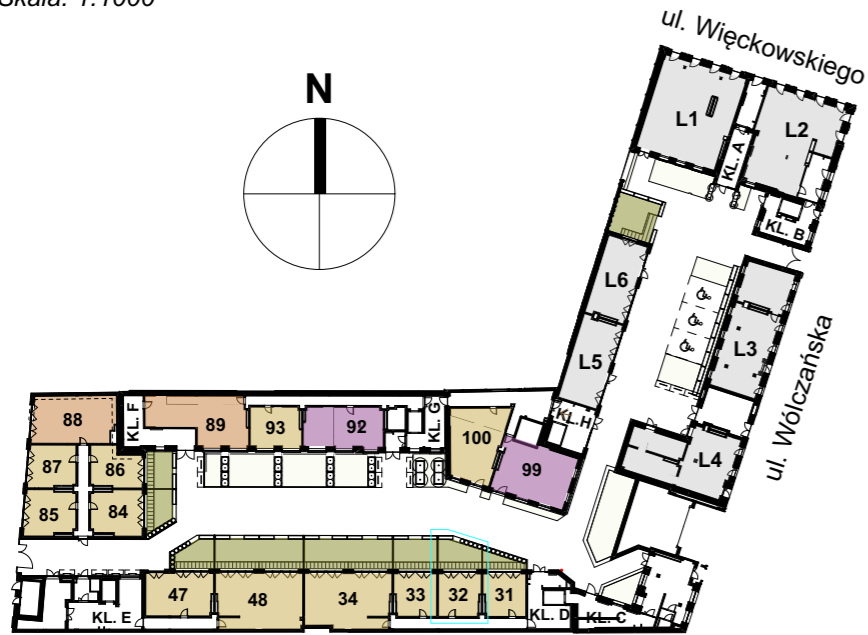 Skala: 1:1000
ul. Więckowskiego
N
L1
L2
KL. A
KL. B
L6
L3
L5
ul. Wólczańska
KL. F
KL. G
KL.H
88
89
93
92
100
99
L4
87
86
85
84
47
48
34
33
32
31
KL. E
KL. D
KL. C